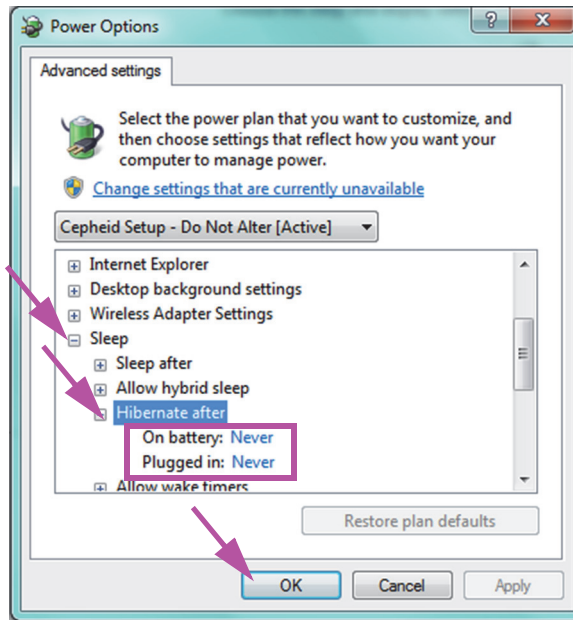 Power Options
Advanced settings
Select the power plan that you want to customize, and
then choose settings that reflect how you want your
computer to manage power.
Change settings that are currently unavailable
Cepheid Setup - Do Not Alter [Active]
Internet Explorer
Desktop background settings
Wireless Adapter Settings
Sleep
Sleep after
Allow hybrid sleep
Hibernate after
On battery: Never
Plugged in: Never
Allow wake timers
Restore plan defaults
OK Cancel Apply